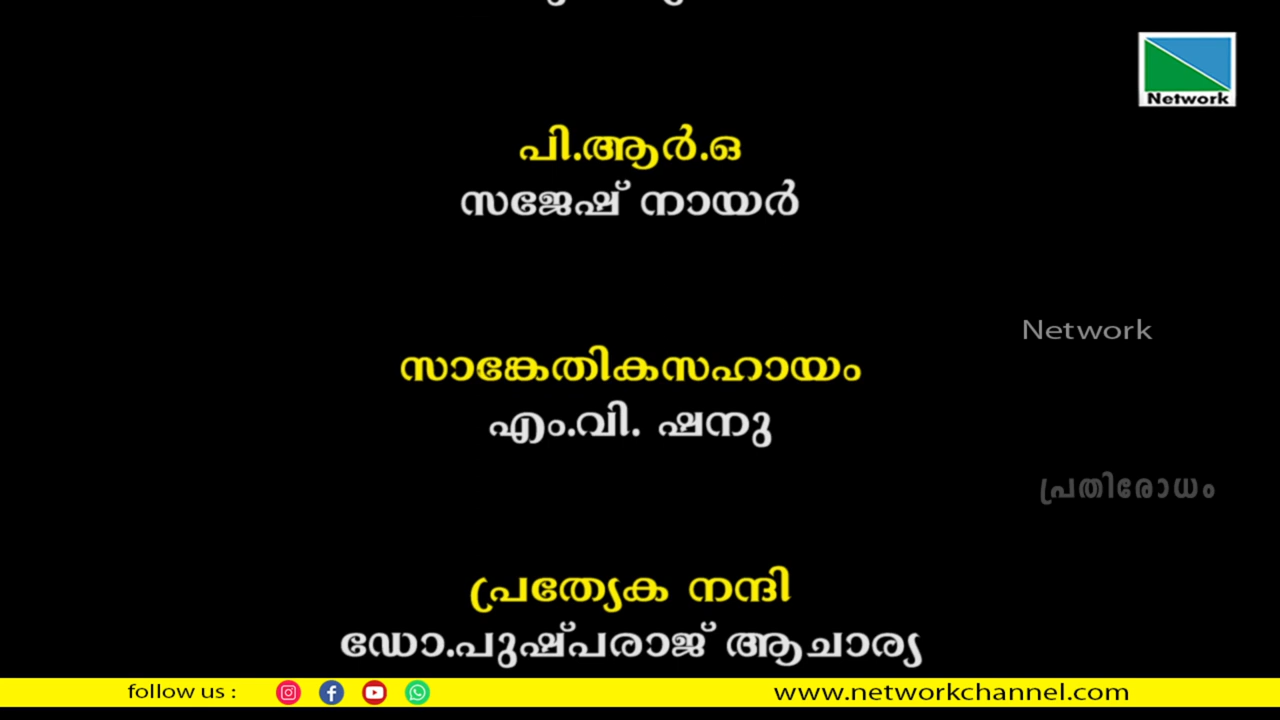 Network
പി.ആർ.ഒ
സജേഷ് നായർ
Network
സാങ്കേതികസഹായം
എം.വി. ഷനു
പ്രതിരോധം
പ്രത്യേക നന്ദി
ഡോ.പുഷ്പരാജ് ആചാര്യ
follow us :
www.networkchannel.com